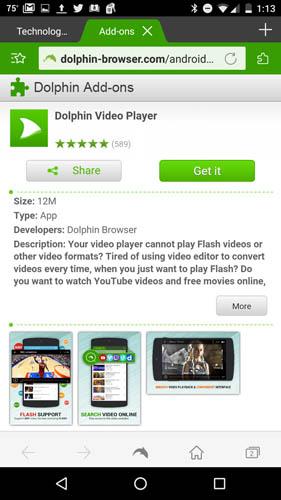 75°
1:13
Technolog...
Add-ons
dolphin-browser.com/android...
Dolphin Add-ons
Dolphin Video Player
(589)
Share
Get it
Size: 12M
Type: App
Developers: Dolphin Browser
Description: Your video player cannot play Flash videos or
other video formats? Tired of using video editor to convert
videos every time, when you just want to play Flash? Do
you want to watch YouTube videos and free movies online,
More
FLASH SUPPORT
SEARCH VIDEO ONLINE
2